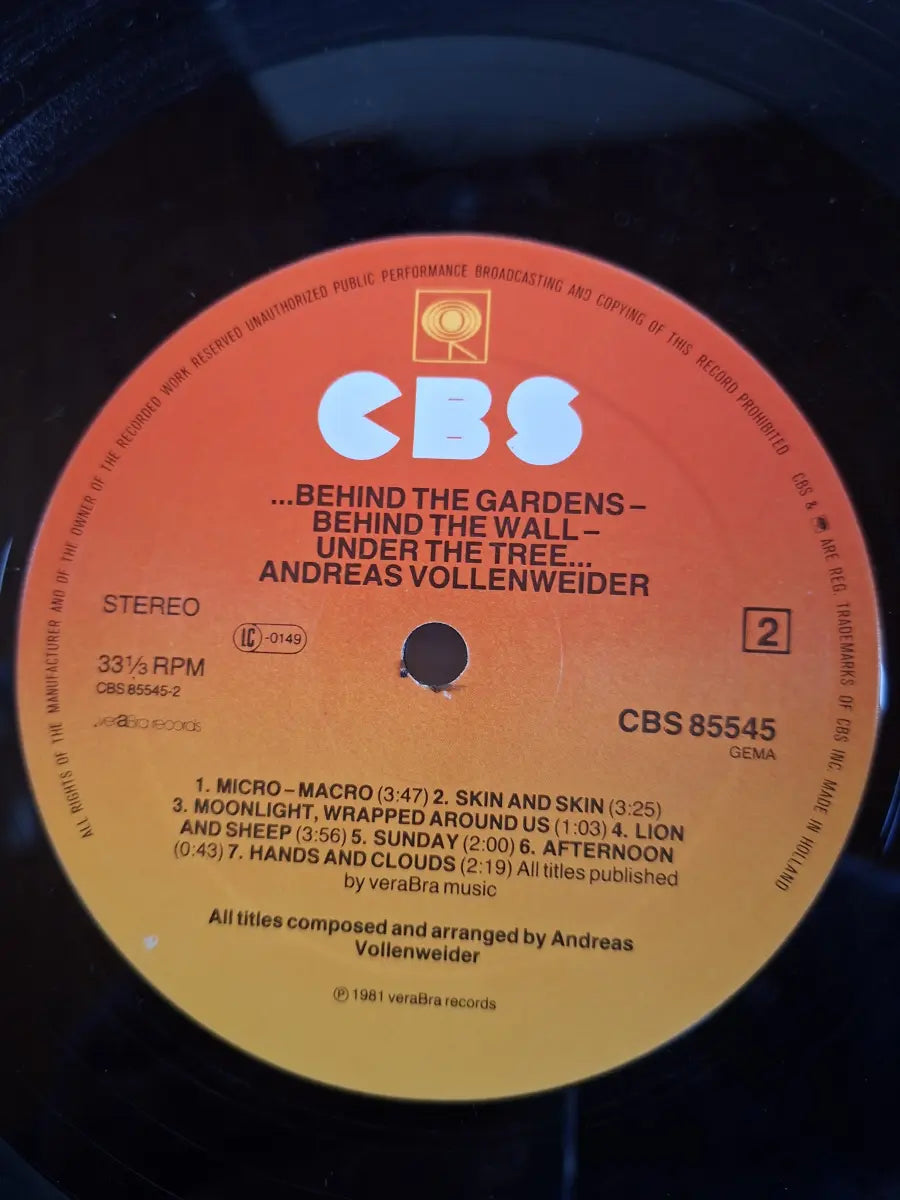 ALL RIGHTS OF THE MANUFACTURER AND OF THE OWNER OF THE RECORDED WORK RESERVED UNAUTHORIZED PUBLIC PERFORMANCE BROADCASTING AND COPYING OF THIS RECORD PROHIBITED CBS & ARE REG. TRADEMARKS OF CBS INC. MADE IN HOLLAND
CBS
...BEHIND THE GARDENS–
BEHIND THE WALL–
UNDER THE TREE...
ANDREAS VOLLENWEIDER
STEREO
LC-0149
2
33⅓ RPM
CBS 85545-2
veraBra records
CBS 85545
GEMA
1. MICRO–MACRO (3:47) 2. SKIN AND SKIN (3:25)
3. MOONLIGHT, WRAPPED AROUND US (1:03) 4. LION
AND SHEEP (3:56) 5. SUNDAY (2:00) 6. AFTERNOON
(0:43) 7. HANDS AND CLOUDS (2:19) All titles published
by veraBra music
All titles composed and arranged by Andreas
Vollenweider
℗ 1981 veraBra records